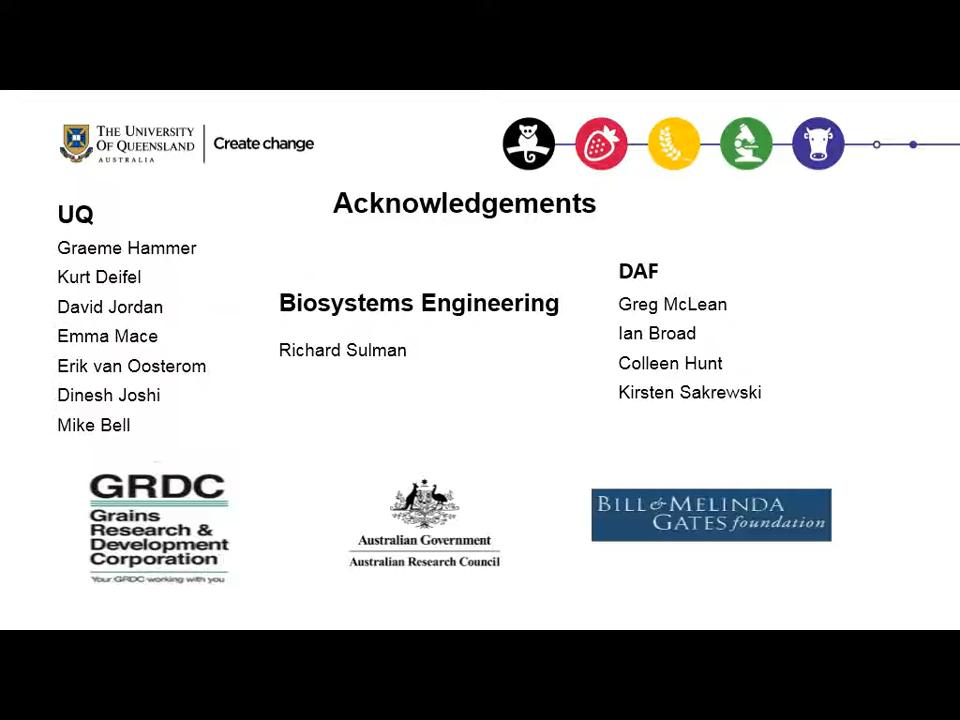 THE UNIVERSITY
OF QUEENSLAND
AUSTRALIA
Create change
Acknowledgements
UQ
Graeme Hammer
Kurt Deifel
David Jordan
Emma Mace
Erik van Oosterom
Dinesh Joshi
Mike Bell
Biosystems Engineering
Richard Sulman
DAF
Greg McLean
Ian Broad
Colleen Hunt
Kirsten Sakrewski
GRDC
Grains
Research &
Development
Corporation
Your GRDC working with you
Australian Government
Australian Research Council
BILL & MELINDA
GATES foundation